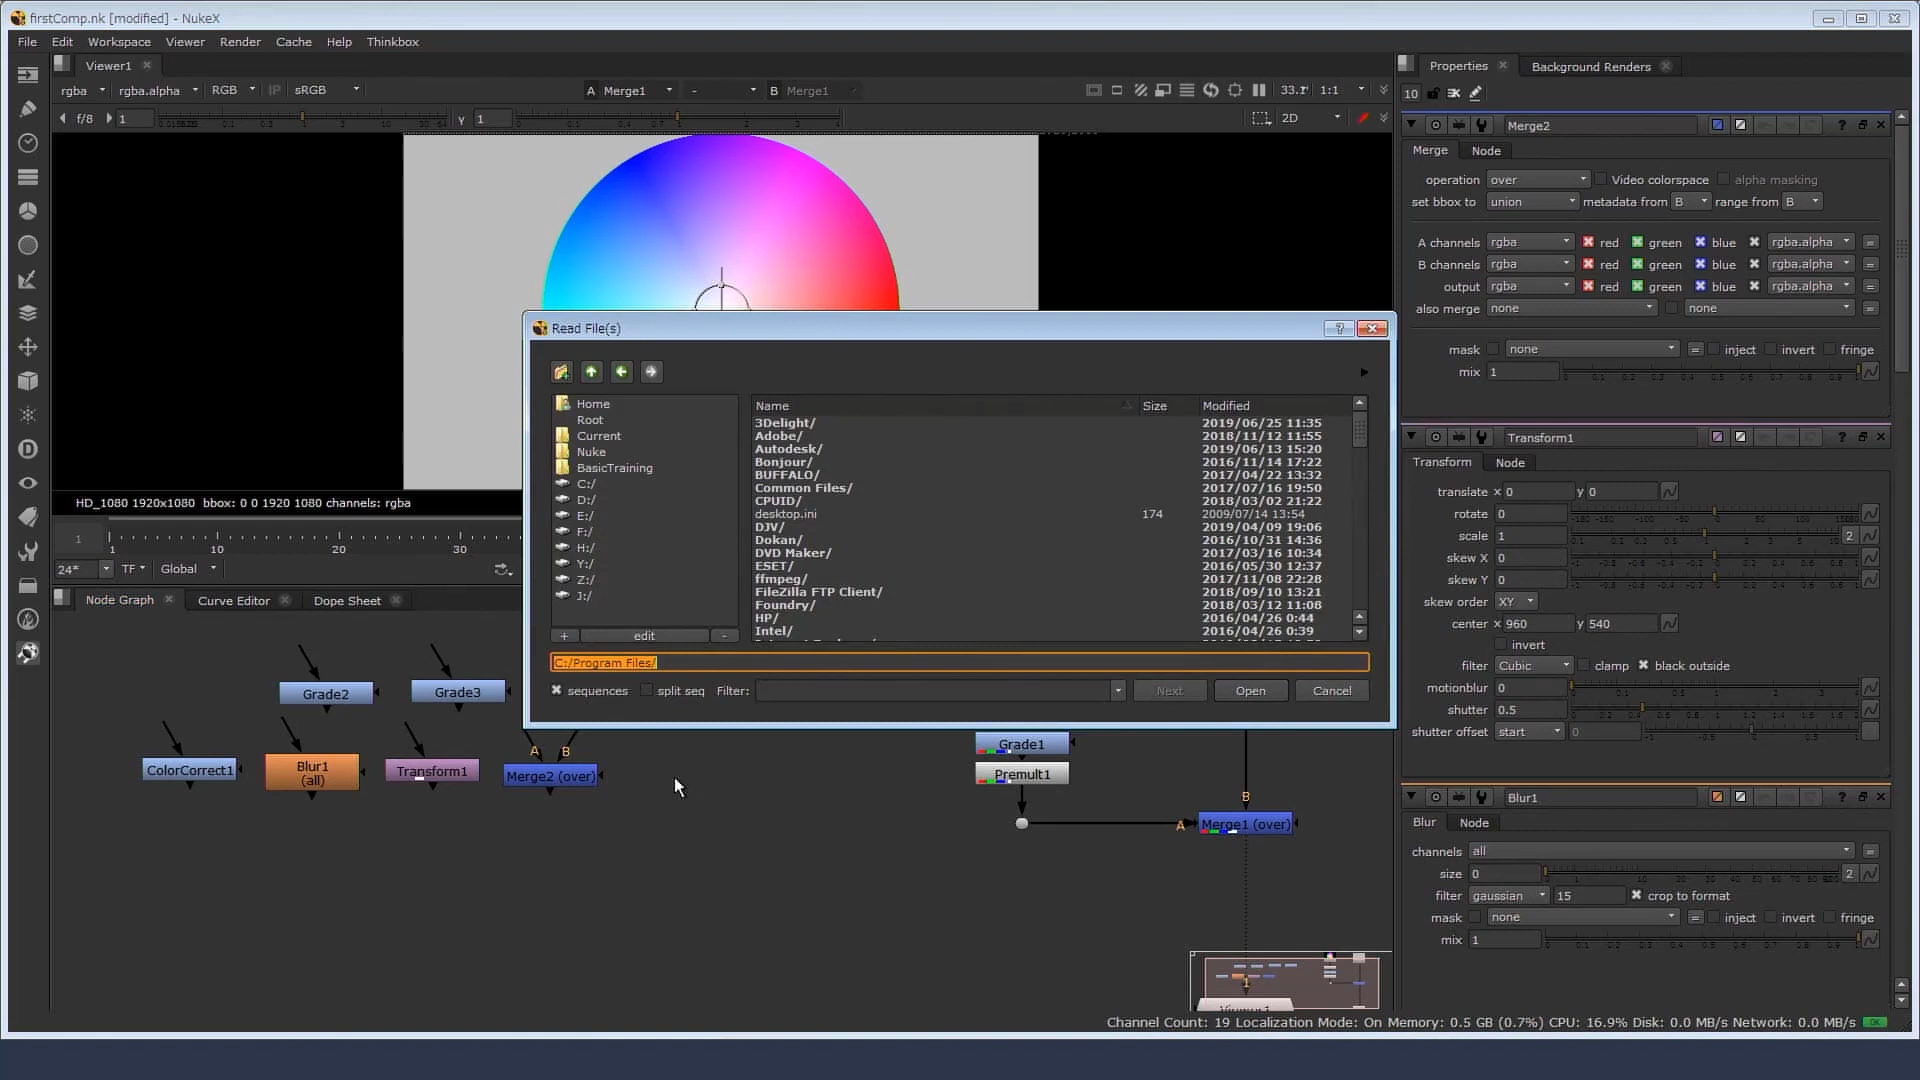 firstComp.nk [modified] - NukeX
File Edit Workspace Viewer Render Cache Help Thinkbox
Viewer1
rgba rgba.alpha RGB IP sRGB A Merge1 - B Merge1 1:1
f/8 1 Y 1 2D
HD_1080 1920x1080 bbox: 0 0 1920 1080 channels: rgba
1 1 10 20 30
24* TF Global
Node Graph Curve Editor Dope Sheet
Grade2 Grade3
ColorCorrect1 Blur1 Transform1 Merge2 (over)
(all)
A B
Grade1
Premult1
B
A Merge1 (over)
Read File(s)
Home
Root
Current
Nuke
BasicTraining
C:/
D:/
E:/
F:/
H:/
Y:/
Z:/
J:/
+ edit -
Name Size Modified
3Delight/ 2019/06/25 11:35
Adobe/ 2018/11/12 11:55
Autodesk/ 2019/06/13 15:20
Bonjour/ 2016/11/14 17:22
BUFFALO/ 2017/04/22 13:32
Common Files/ 2017/07/16 19:50
CPUID/ 2018/03/02 21:22
desktop.ini 174 2009/07/14 13:54
DJV/ 2019/04/09 19:06
Dokan/ 2016/10/31 14:36
DVD Maker/ 2017/03/16 10:34
ESET/ 2016/05/30 12:37
ffmpeg/ 2017/11/08 22:28
FileZilla FTP Client/ 2018/09/10 13:21
Foundry/ 2018/03/12 11:08
HP/ 2016/04/26 0:44
Intel/ 2016/04/26 0:39
C:/Program Files/
sequences split seq Filter: Next Open Cancel
Properties Background Renders
10
Merge2
Merge Node
operation over Video colorspace alpha masking
set bbox to union metadata from B range from B
A channels rgba red green blue rgba.alpha =
B channels rgba red green blue rgba.alpha =
output rgba red green blue rgba.alpha =
also merge none none =
mask none = inject invert fringe
mix 1
Transform1
Transform Node
translate x 0 y 0
rotate 0
scale 1 2
skew X 0
skew Y 0
skew order XY
center x 960 y 540
invert
filter Cubic clamp black outside
motionblur 0
shutter 0.5
shutter offset start 0
Blur1
Blur Node
channels all =
size 0 2
filter gaussian 15 crop to format
mask none = inject invert fringe
mix 1
Channel Count: 19 Localization Mode: On Memory: 0.5 GB (0.7%) CPU: 16.9% Disk: 0.0 MB/s Network: 0.0 MB/s